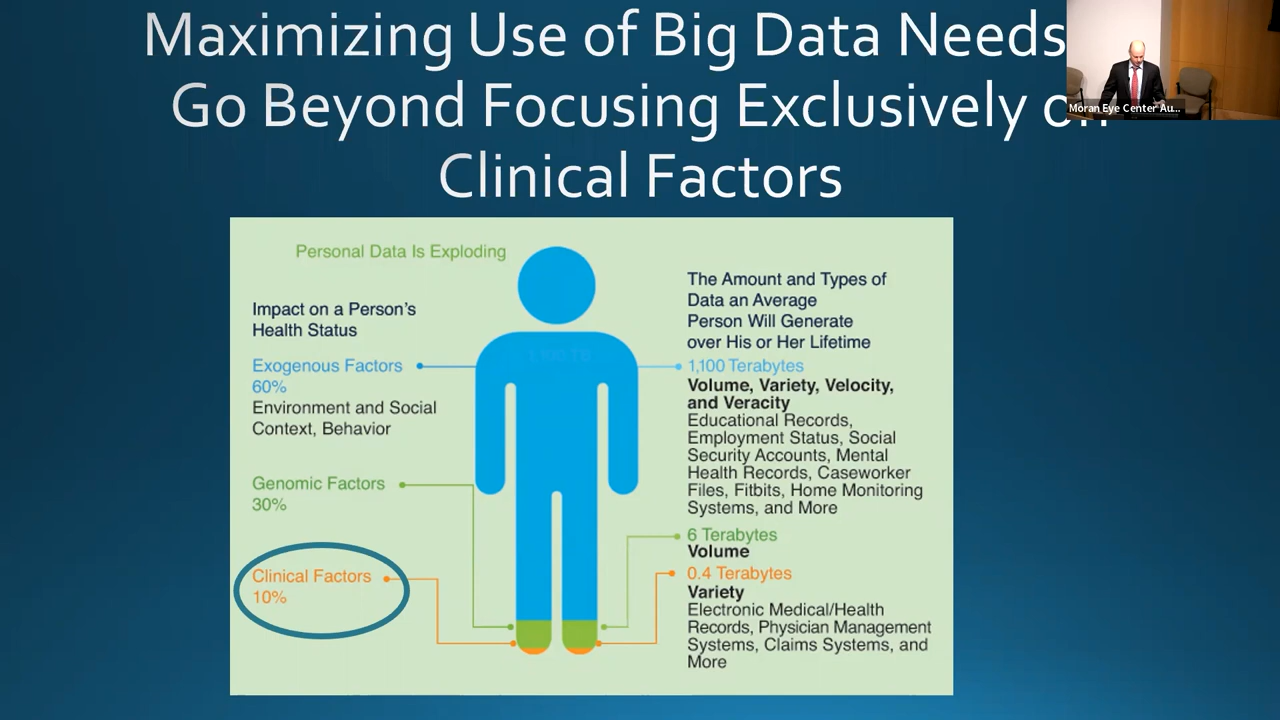 Maximizing Use of Big Data Needs
Go Beyond Focusing Exclusively on
Clinical Factors
Moran Eye Center Au...
Personal Data Is Exploding
Impact on a Person's
Health Status
Exogenous Factors
60%
Environment and Social
Context, Behavior
Genomic Factors
30%
Clinical Factors
10%
The Amount and Types of
Data an Average
Person Will Generate
over His or Her Lifetime
1,100 Terabytes
Volume, Variety, Velocity,
and Veracity
Educational Records,
Employment Status, Social
Security Accounts, Mental
Health Records, Caseworker
Files, Fitbits, Home Monitoring
Systems, and More
6 Terabytes
Volume
0.4 Terabytes
Variety
Electronic Medical/Health
Records, Physician Management
Systems, Claims Systems, and
More